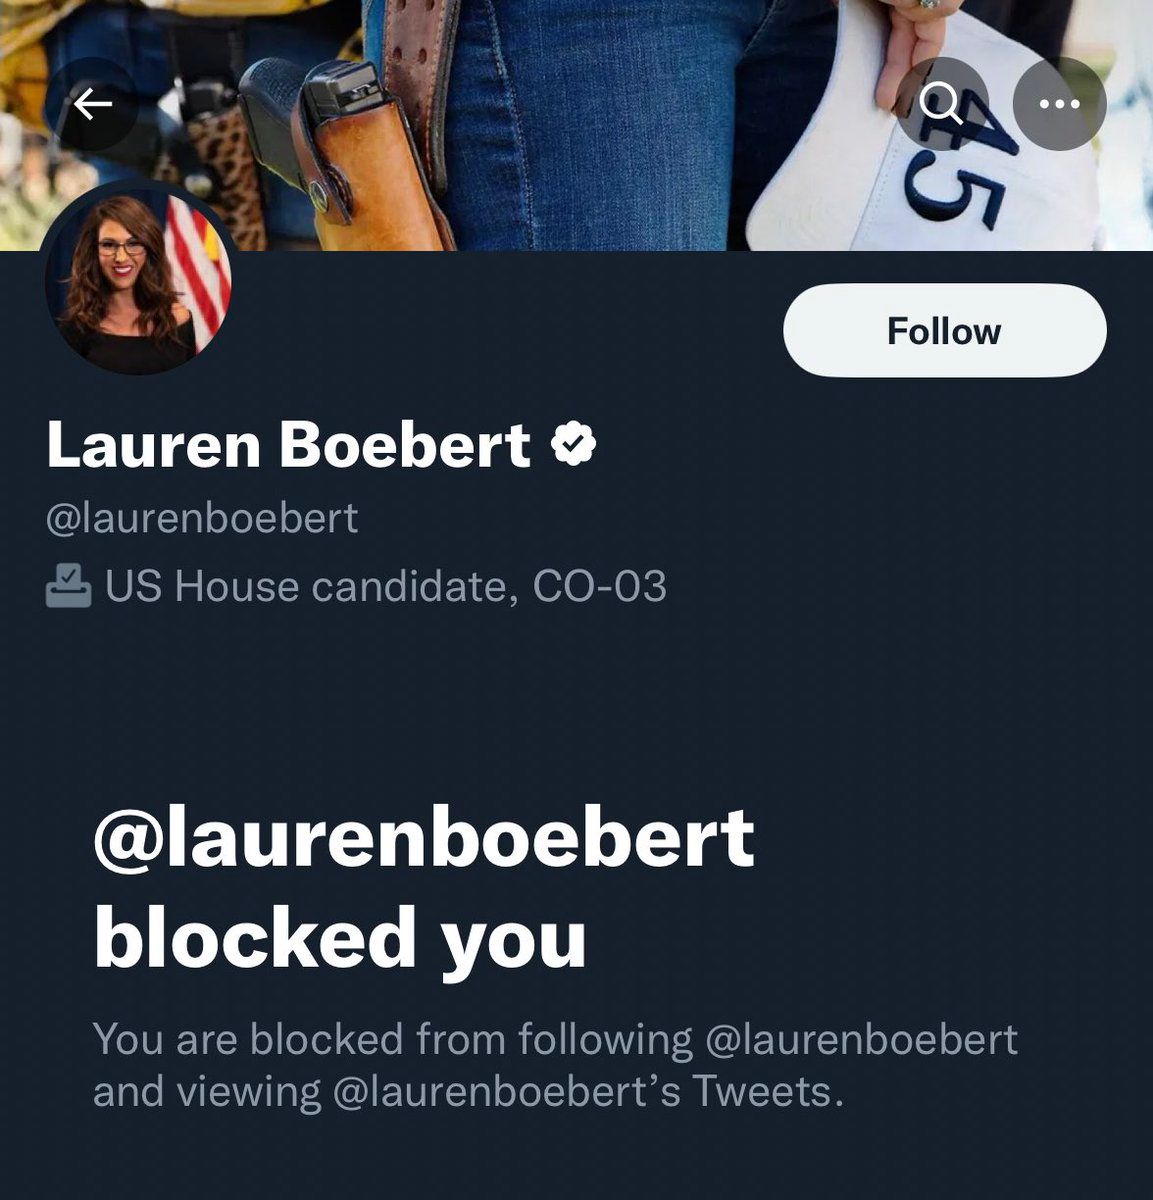 45
Follow
Lauren Boebert
@laurenboebert
US House candidate, CO-03
@laurenboebert
blocked you
You are blocked from following @laurenboebert
and viewing @laurenboebert’s Tweets.